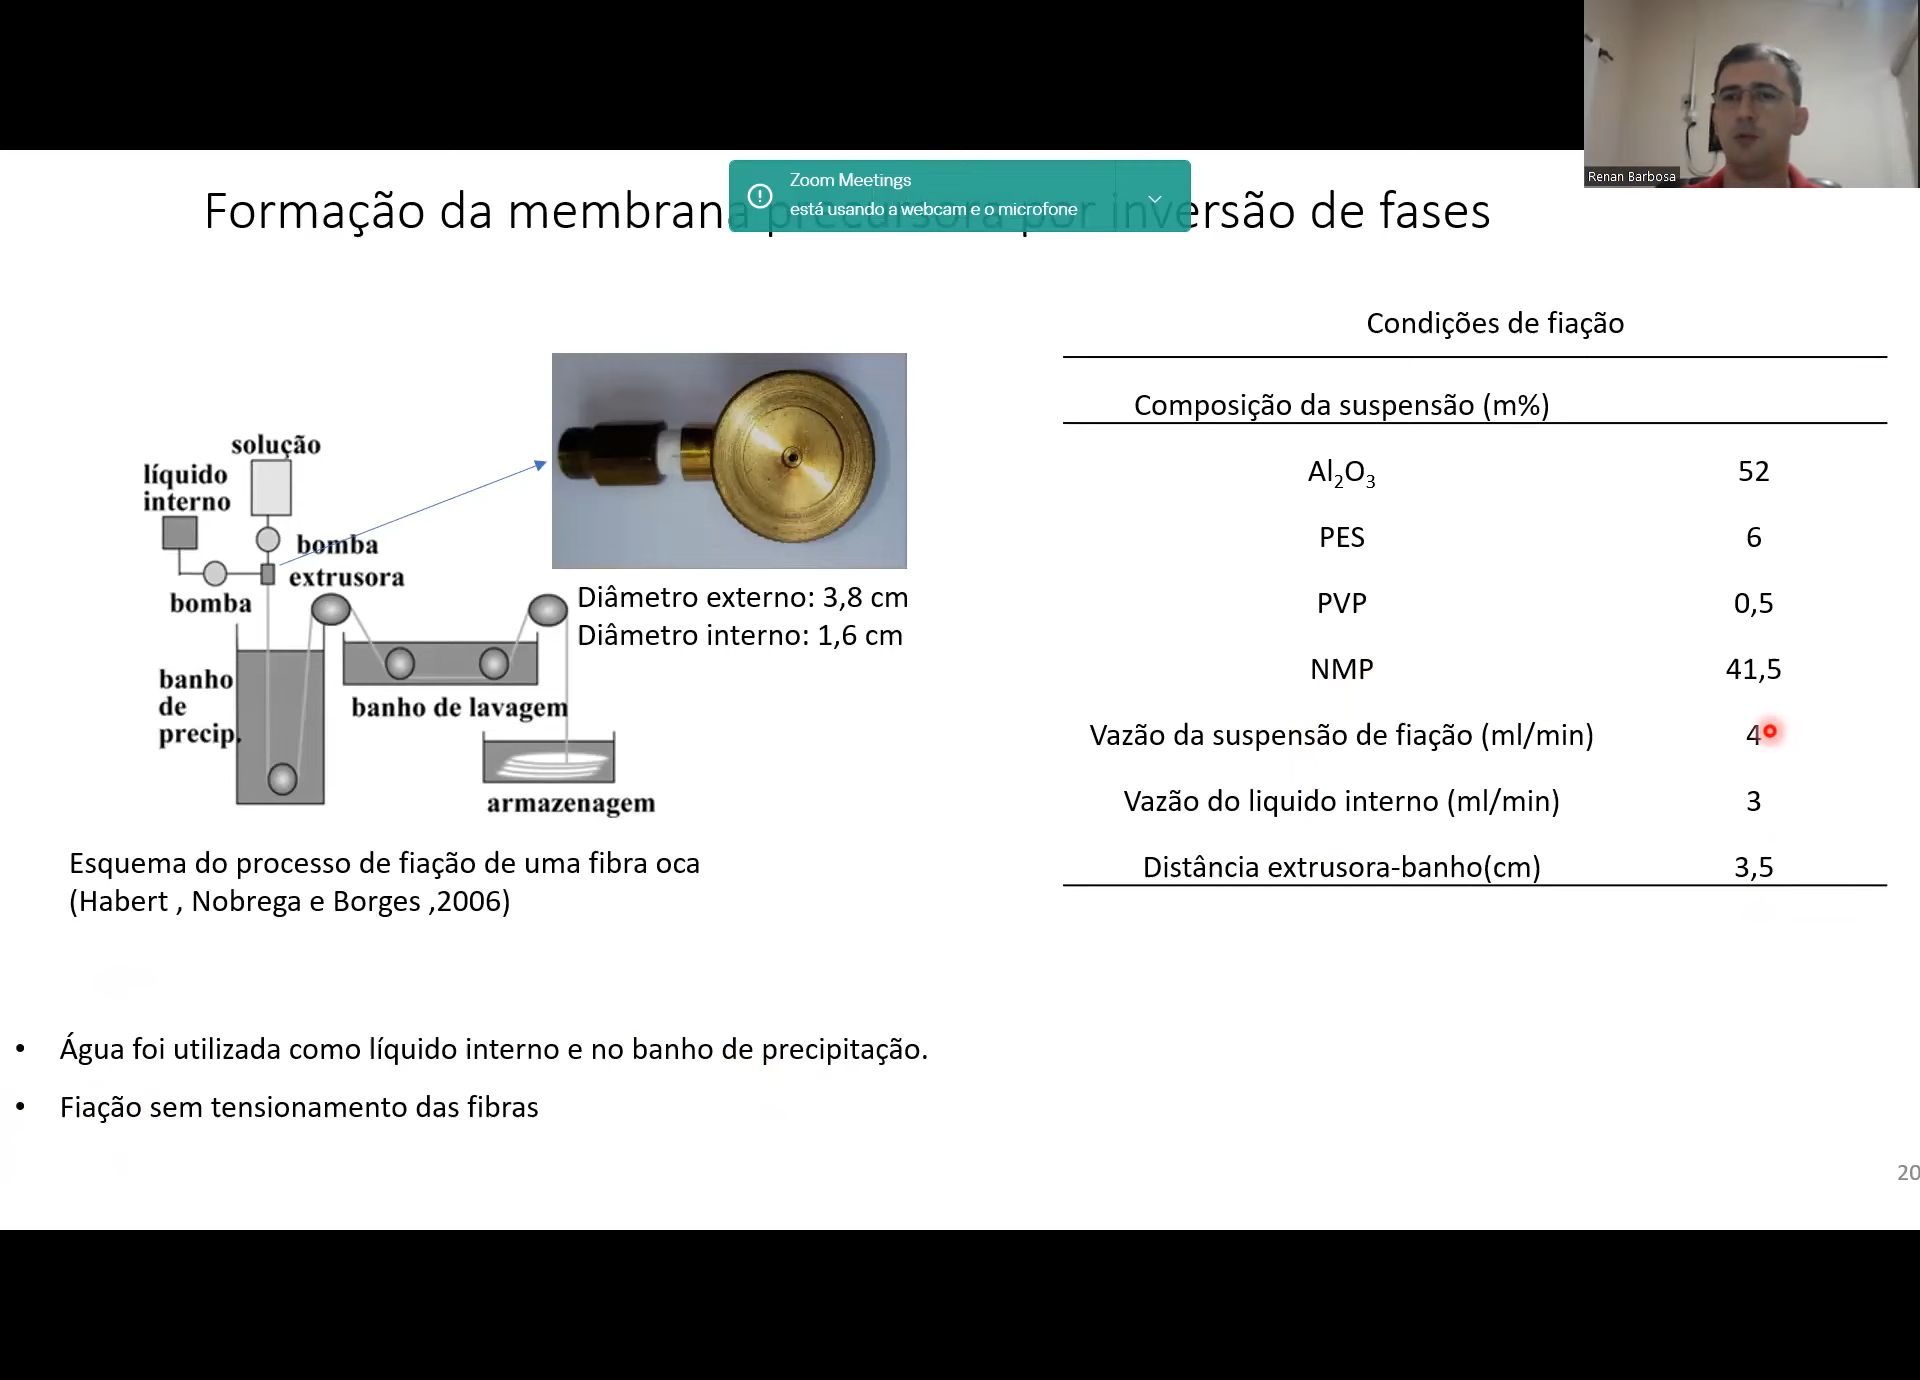 Renan Barbosa
Zoom Meetings
está usando a webcam e o microfone
Formação da membrana precursora por inversão de fases
Condições de fiação
Composição da suspensão (m%)
Al₂O₃ 52
PES 6
PVP 0,5
NMP 41,5
Vazão da suspensão de fiação (ml/min) 4
Vazão do liquido interno (ml/min) 3
Distância extrusora-banho(cm) 3,5
solução
líquido
interno
bomba
extrusora
bomba
Diâmetro externo: 3,8 cm
Diâmetro interno: 1,6 cm
banho
de
precip.
banho de lavagem
armazenagem
Esquema do processo de fiação de uma fibra oca
(Habert , Nobrega e Borges ,2006)
• Água foi utilizada como líquido interno e no banho de precipitação.
• Fiação sem tensionamento das fibras
20